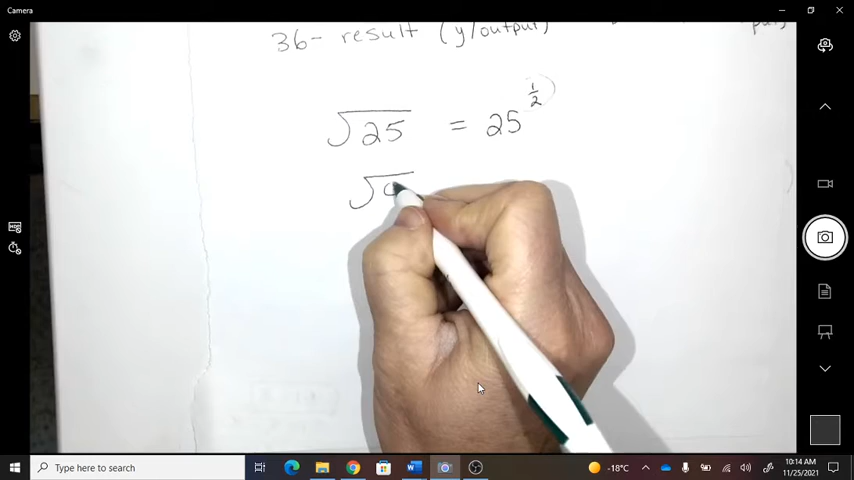 Camera
36- result (y/output)
√25 = 25^(1/2)
Type here to search
-18°C
10:14 AM
11/25/2021